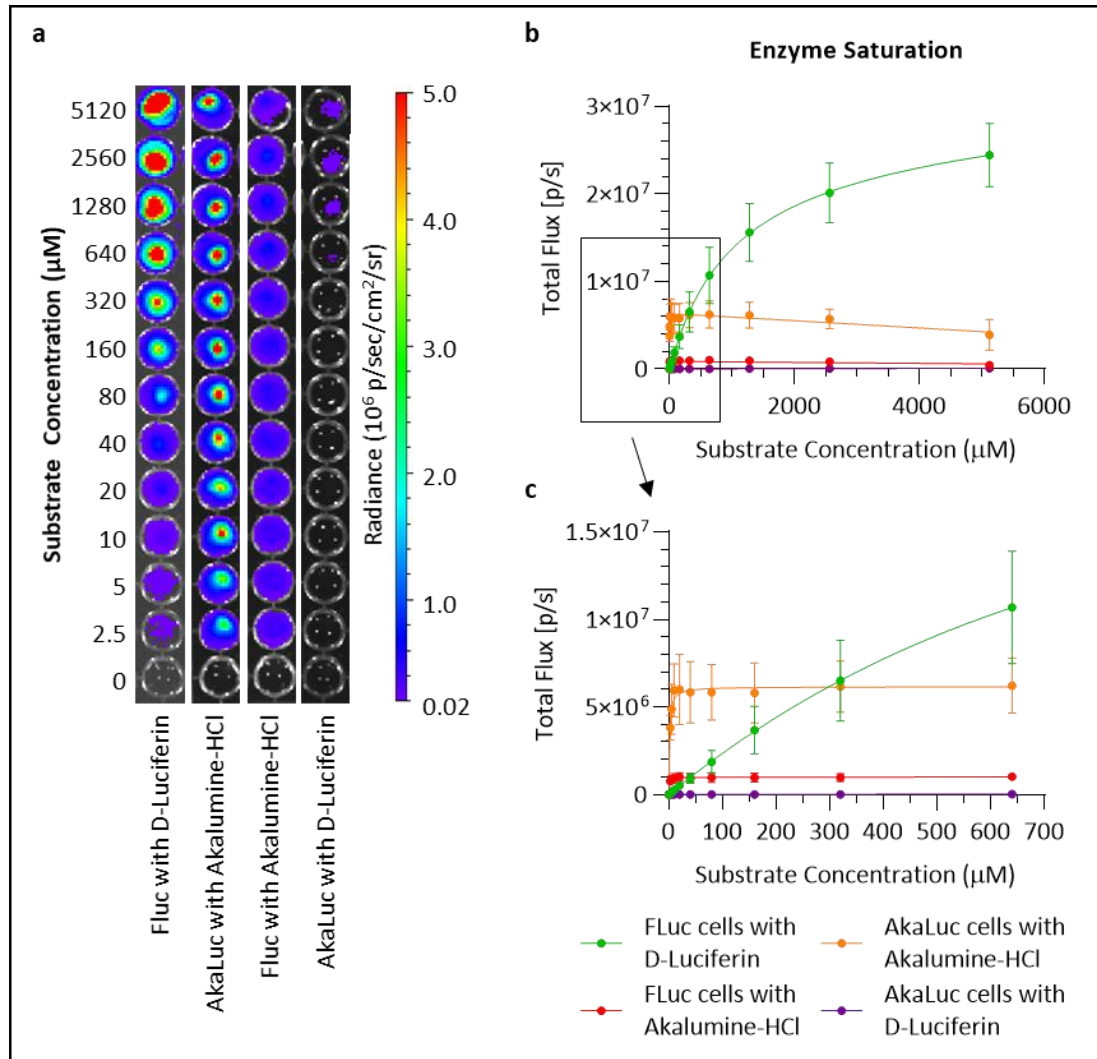 a
Substrate Concentration (µM)
5120
2560
1280
640
320
160
80
40
20
10
5
2.5
0
Fluc with D-Luciferin
AkaLuc with Akalumine-HCl
Fluc with Akalumine-HCl
AkaLuc with D-Luciferin
Radiance (10⁶ p/sec/cm²/sr)
5.0
4.0
3.0
2.0
1.0
0.02
b
Enzyme Saturation
Total Flux [p/s]
3×10⁷
2×10⁷
1×10⁷
0
0
2000
4000
6000
Substrate Concentration (µM)
c
Total Flux [p/s]
1.5×10⁷
1×10⁷
5×10⁶
0
0
100
200
300
400
500
600
700
Substrate Concentration (µM)
FLuc cells with
D-Luciferin
AkaLuc cells with
Akalumine-HCl
FLuc cells with
Akalumine-HCl
AkaLuc cells with
D-Luciferin